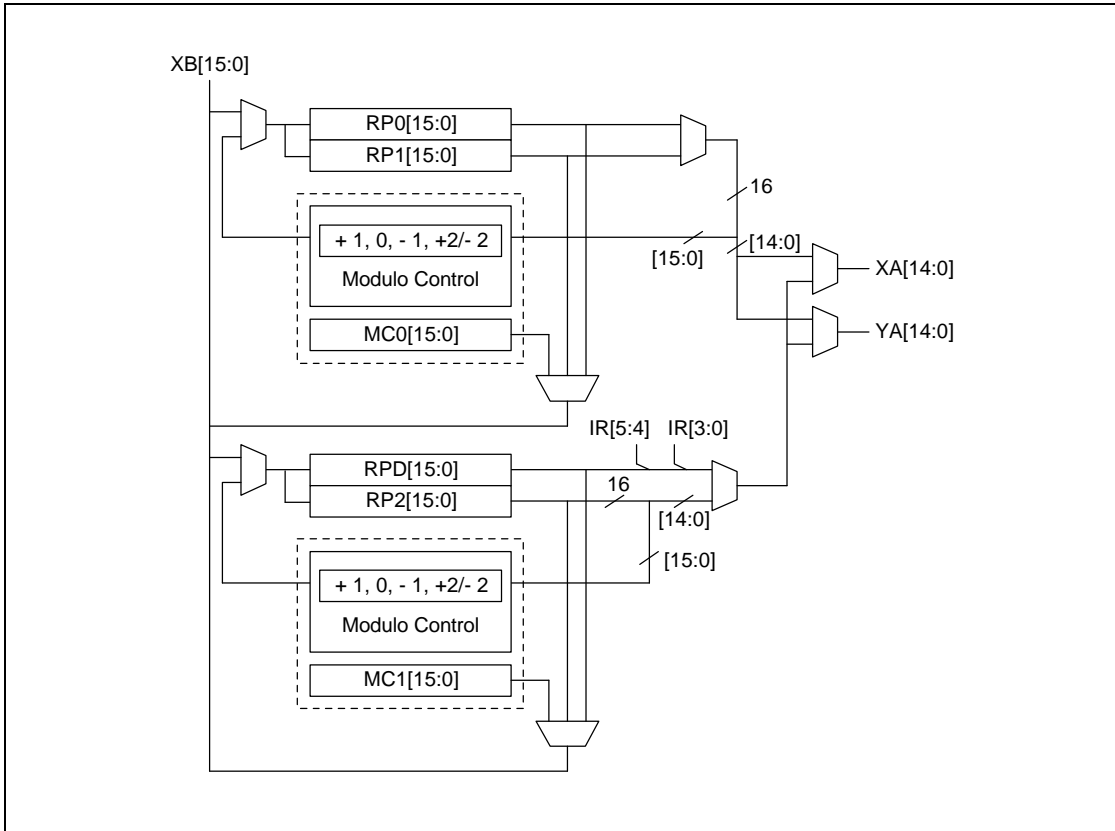 XB[15:0]
RP0[15:0]
RP1[15:0]
16
+ 1, 0, - 1, +2/- 2
[15:0]
[14:0]
Modulo Control
XA[14:0]
MC0[15:0]
YA[14:0]
IR[5:4]
IR[3:0]
RPD[15:0]
RP2[15:0]
16
[14:0]
[15:0]
+ 1, 0, - 1, +2/- 2
Modulo Control
MC1[15:0]